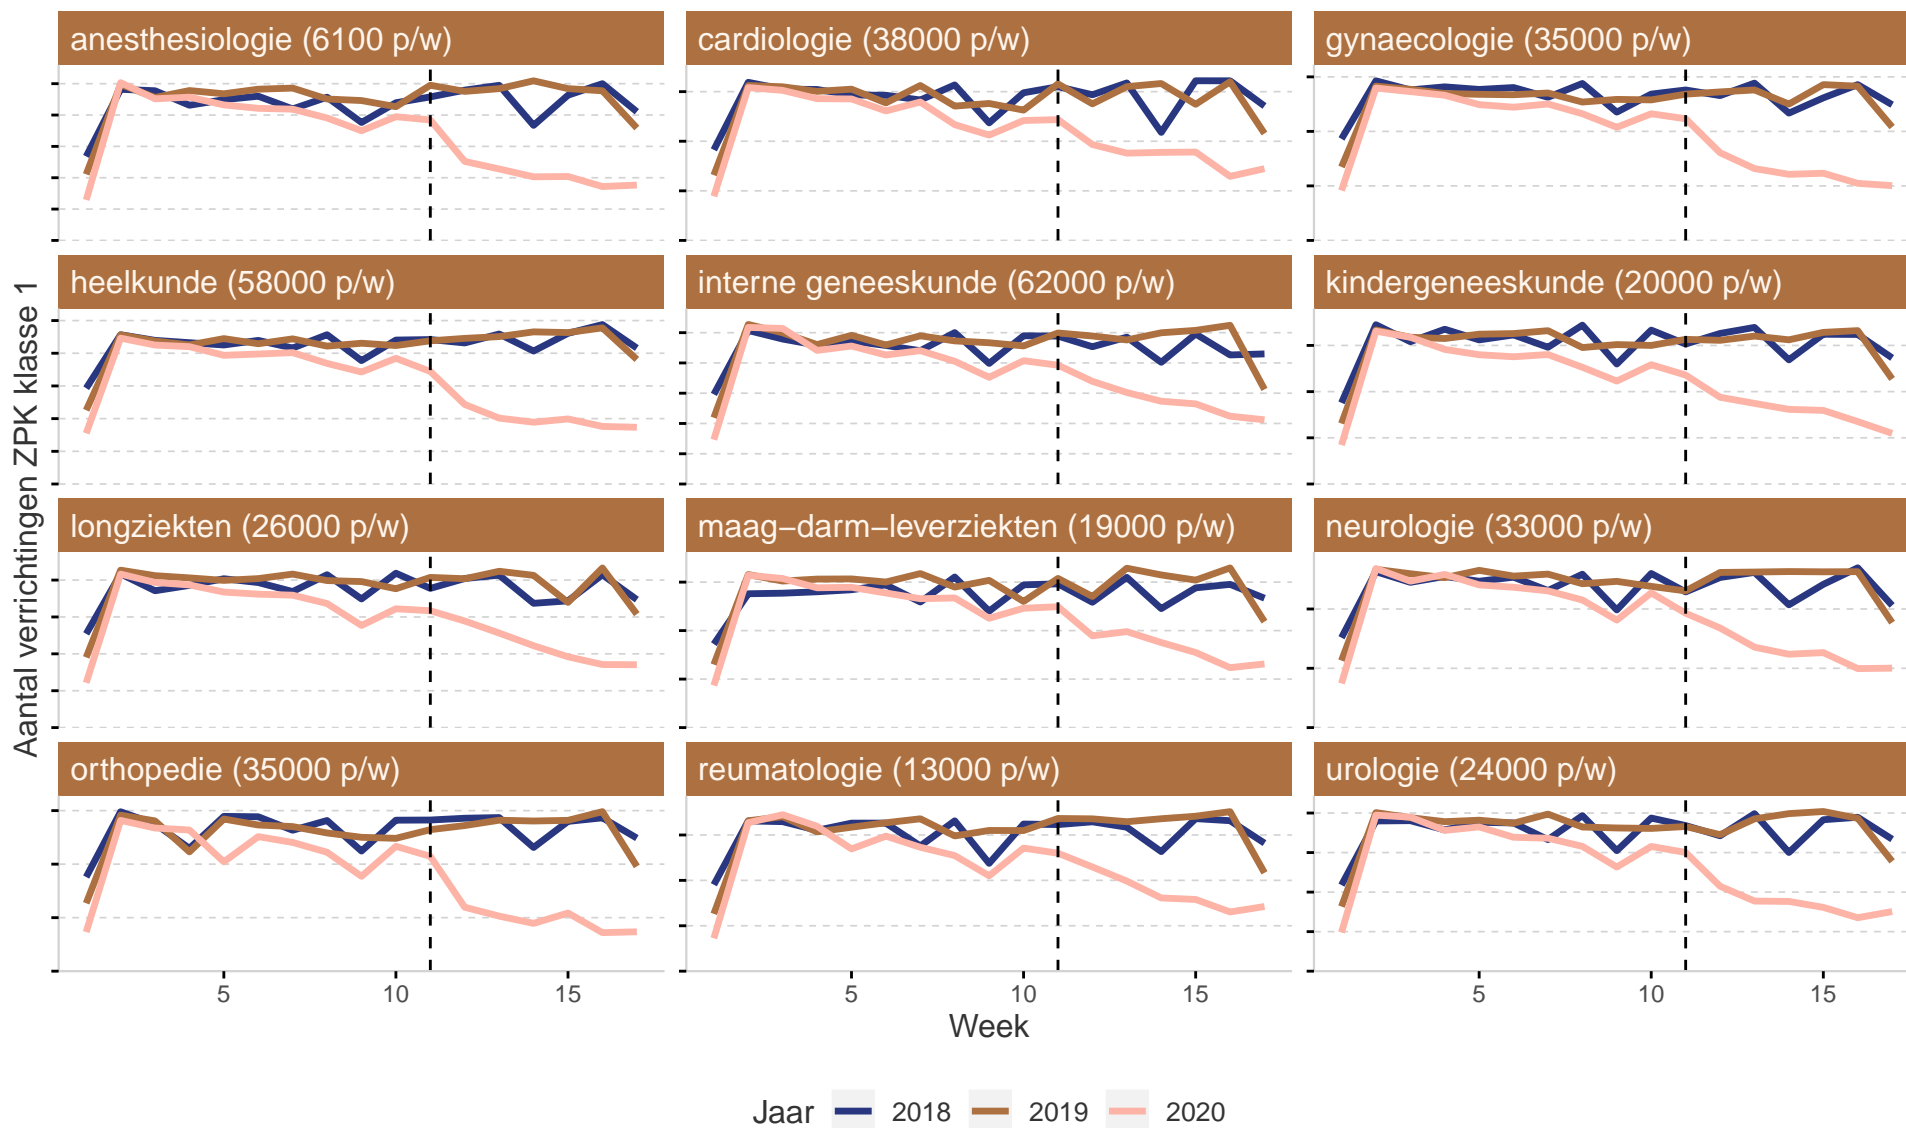 anesthesiologie (6100 p/w)
cardiologie (38000 p/w)
gynaecologie (35000 p/w)
heelkunde (58000 p/w)
interne geneeskunde (62000 p/w)
kindergeneeskunde (20000 p/w)
longziekten (26000 p/w)
maag−darm−leverziekten (19000 p/w)
neurologie (33000 p/w)
orthopedie (35000 p/w)
reumatologie (13000 p/w)
urologie (24000 p/w)
Aantal verrichtingen ZPK klasse 1
5 10 15
5 10 15
5 10 15
Week
Jaar 2018 2019 2020